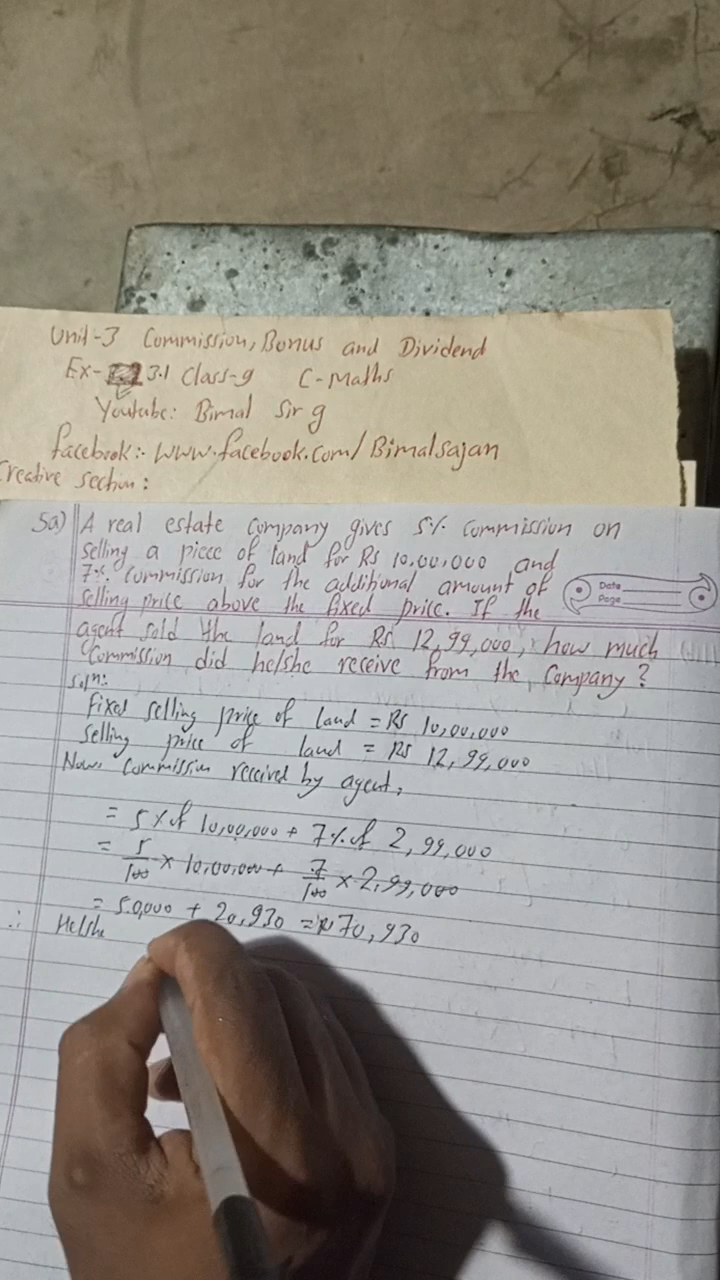 Unit-3 Commission, Bonus and Dividend
Ex- 3.1 Class-9 C-Maths
Youtube: Bimal Sir g
facebook:- www.facebook.com/Bimalsajan
Creative section:
5a) A real estate company gives 5% commission on
selling a piece of land for Rs 10,00,000 and
7% commission for the additional amount of
selling price above the fixed price. If the
agent sold the land for Rs 12,99,000, how much
commission did he/she receive from the company?
Date
Page
Soln:
Fixed selling price of land = Rs 10,00,000
Selling price of land = Rs 12,99,000
Now, commission received by agent,
= 5% of 10,00,000 + 7% of 2,99,000
= 5/100 × 10,00,000 + 7/100 × 2,99,000
= 50,000 + 20,930 = Rs 70,930
∴ He/she